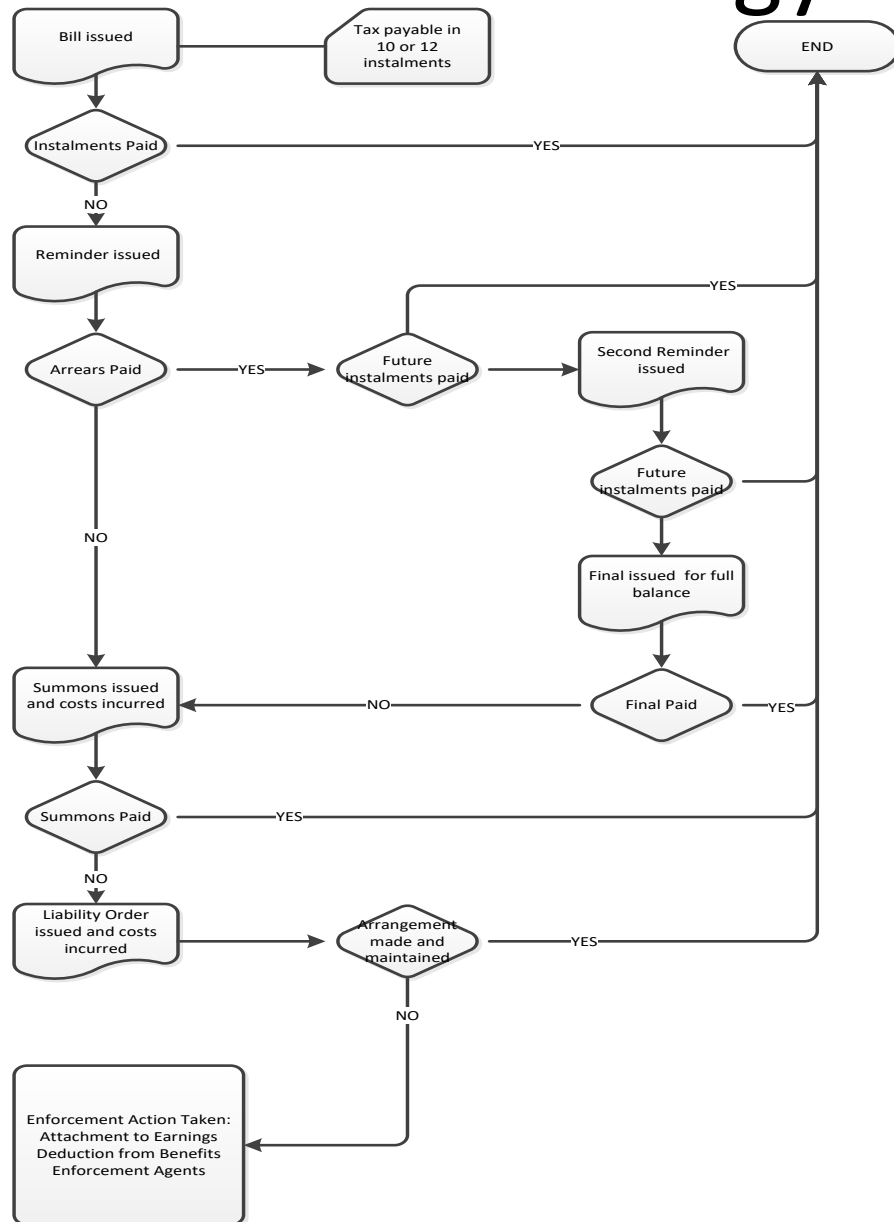 gy
Bill issued
Tax payable in
10 or 12
instalments
END
Instalments Paid
YES
NO
Reminder issued
YES
Arrears Paid
YES
Future
instalments paid
Second Reminder
issued
Future
instalments paid
NO
Final issued for full
balance
Summons issued
and costs incurred
NO
Final Paid
YES
Summons Paid
YES
NO
Liability Order
issued and costs
incurred
Arrangement
made and
maintained
YES
NO
Enforcement Action Taken:
Attachment to Earnings
Deduction from Benefits
Enforcement Agents